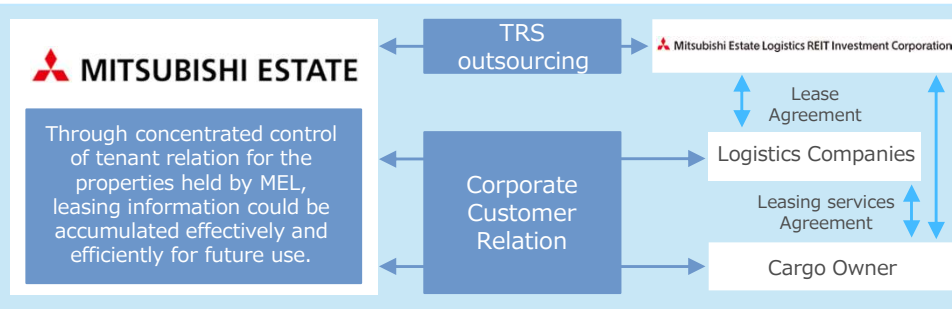 MITSUBISHI ESTATE
Through concentrated control
of tenant relation for the
properties held by MEL,
leasing information could be
accumulated effectively and
efficiently for future use.
TRS
outsourcing
Corporate
Customer
Relation
Mitsubishi Estate Logistics REIT Investment Corporation
Lease
Agreement
Logistics Companies
Leasing services
Agreement
Cargo Owner